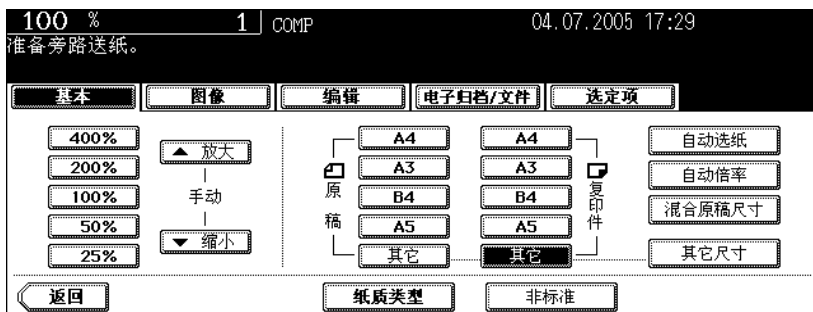 100 % 1 COMP 04.07.2005 17:29
准备旁路送纸。
基本 图像 编辑 电子归档/文件 选定项
400% ▲ 放大 A4 A4 自动选纸
200% A3 A3 自动倍率
100% 手动 原稿 B4 B4 复印件 混合原稿尺寸
50% A5 A5
25% ▼ 缩小 其它 其它 其它尺寸
返回 纸质类型 非标准